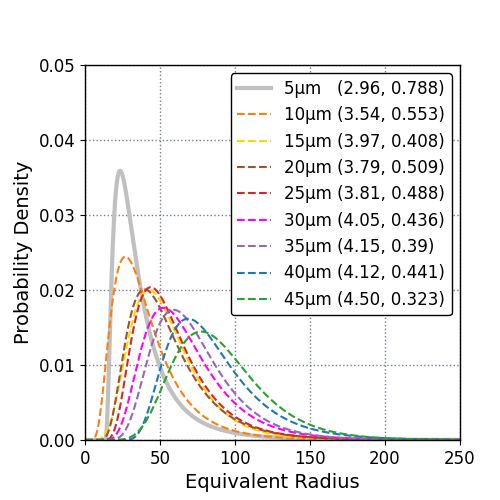 0.05
0.04
0.03
0.02
0.01
0.00
Probability Density
5μm (2.96, 0.788)
10μm (3.54, 0.553)
15μm (3.97, 0.408)
20μm (3.79, 0.509)
25μm (3.81, 0.488)
30μm (4.05, 0.436)
35μm (4.15, 0.39)
40μm (4.12, 0.441)
45μm (4.50, 0.323)
0 50 100 150 200 250
Equivalent Radius